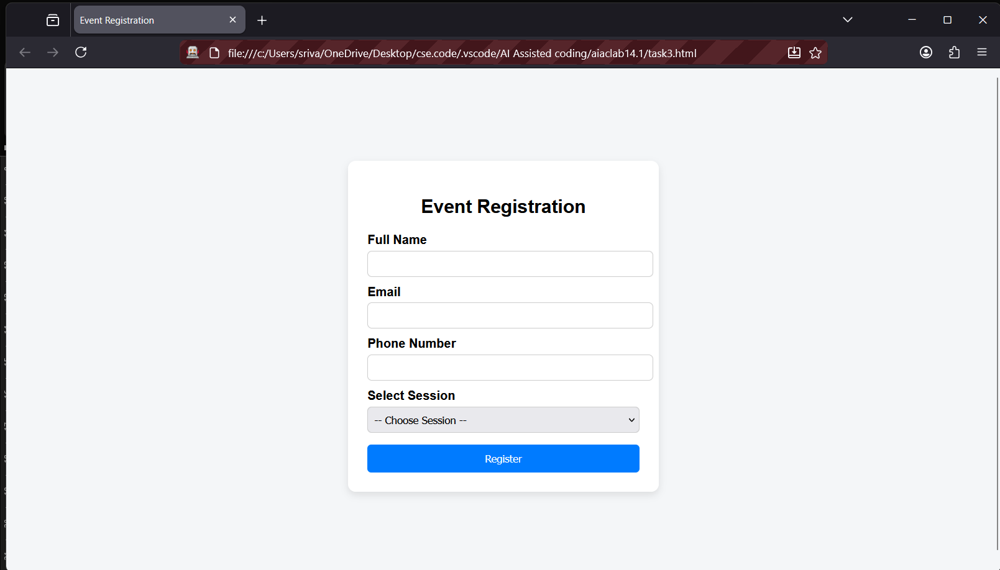 Event Registration
file:///c:/Users/sriva/OneDrive/Desktop/cse.code/.vscode/AI Assisted coding/aiaclab14.1/task3.html
Event Registration
Full Name
Email
Phone Number
Select Session
-- Choose Session --
Register